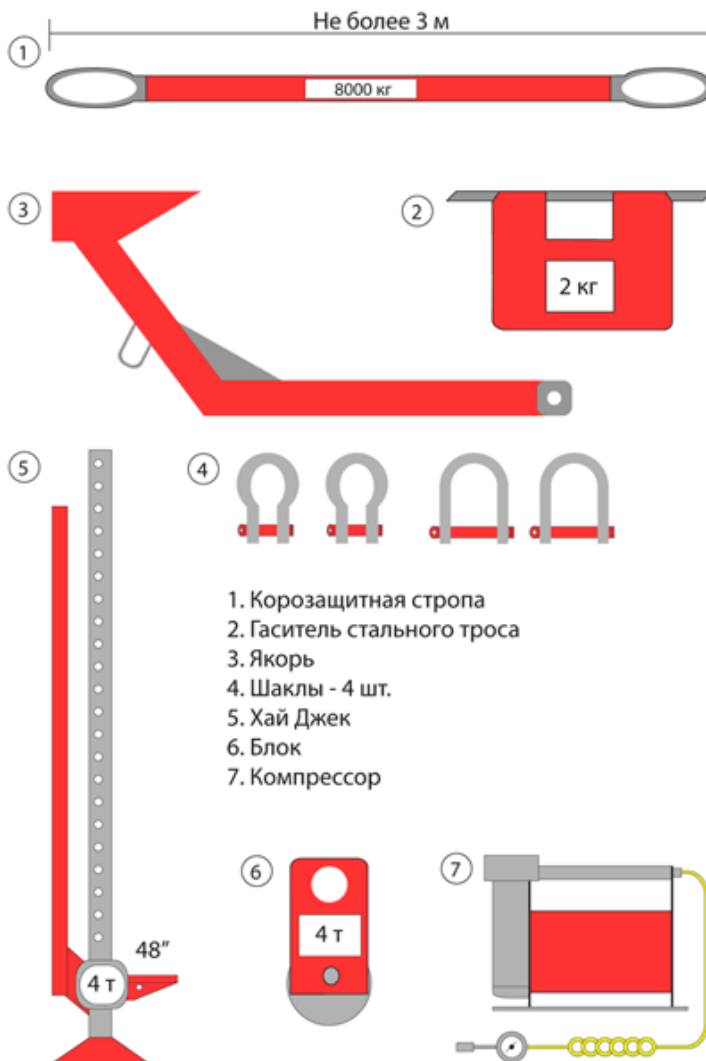 Не более 3 м
1
8000 кг
3
2
2 кг
5
4
1. Корозащитная стропа
2. Гаситель стального троса
3. Якорь
4. Шаклы - 4 шт.
5. Хай Джек
6. Блок
7. Компрессор
6
7
4 т
48"
4 т